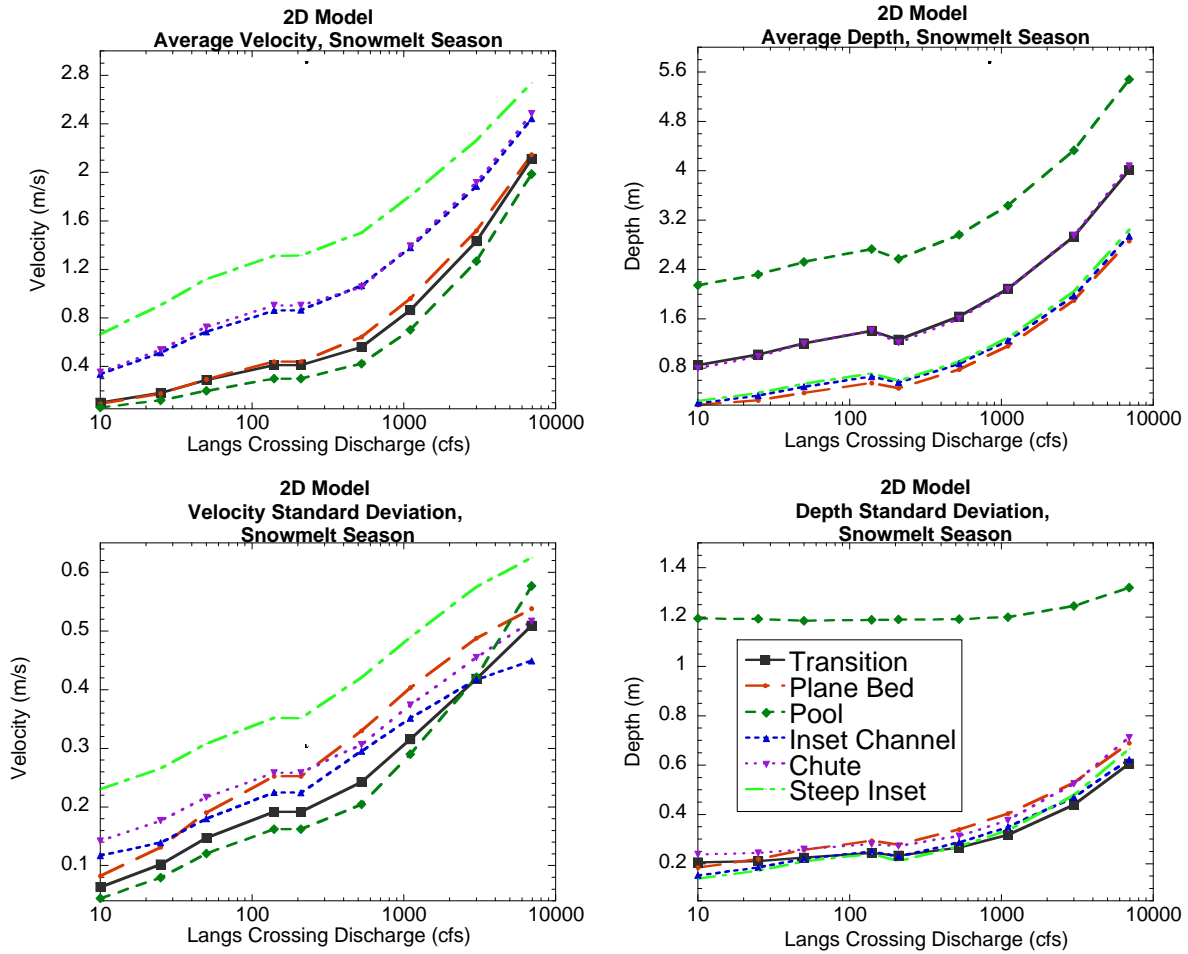 2D Model
Average Velocity, Snowmelt Season
2.8
2.4
2
1.6
1.2
0.8
0.4
Velocity (m/s)
10
100
1000
10000
Langs Crossing Discharge (cfs)
2D Model
Average Depth, Snowmelt Season
5.6
4.8
4
3.2
2.4
1.6
0.8
Depth (m)
10
100
1000
10000
Langs Crossing Discharge (cfs)
2D Model
Velocity Standard Deviation,
Snowmelt Season
0.6
0.5
0.4
0.3
0.2
0.1
Velocity (m/s)
10
100
1000
10000
Langs Crossing Discharge (cfs)
2D Model
Depth Standard Deviation,
Snowmelt Season
1.4
1.2
1
0.8
0.6
0.4
0.2
Depth (m)
Transition
Plane Bed
Pool
Inset Channel
Chute
Steep Inset
10
100
1000
10000
Langs Crossing Discharge (cfs)